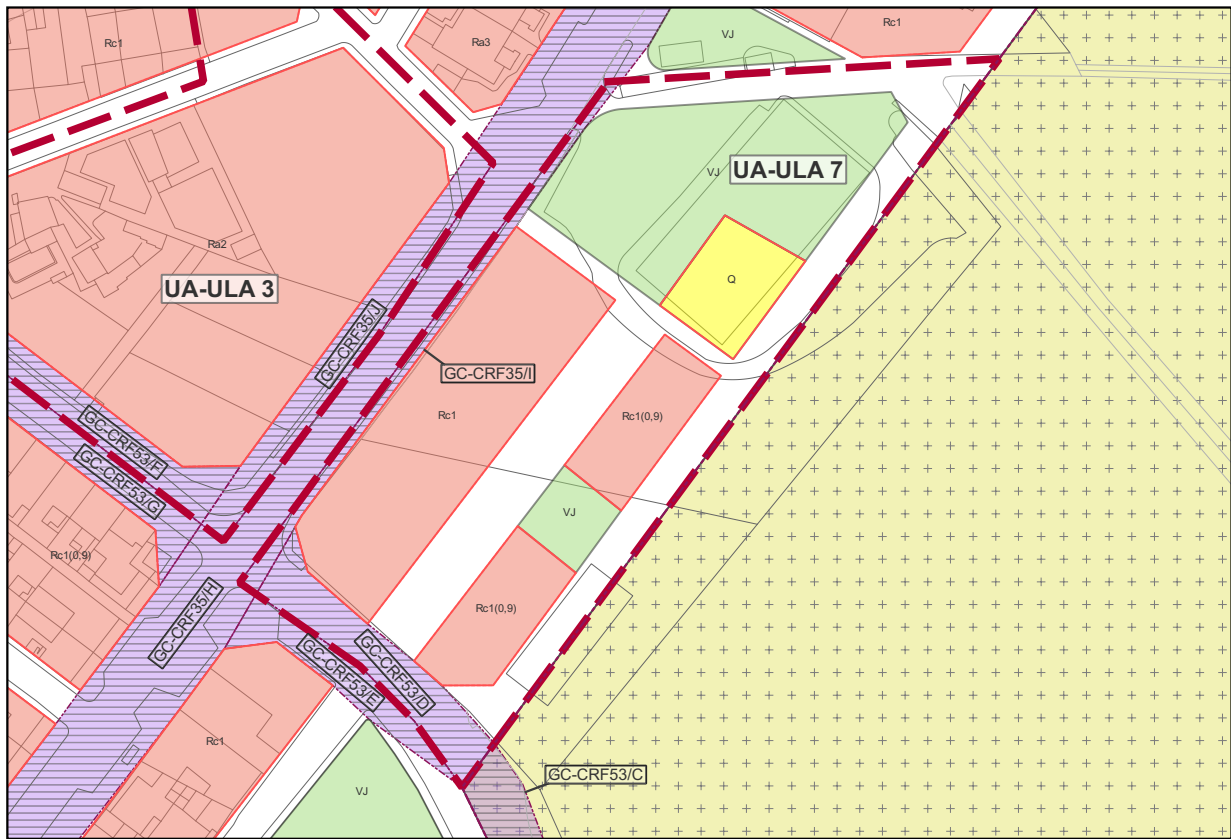 Rc1
Ra3
VJ
Rc1
VJ
UA-ULA 7
Ra2
UA-ULA 3
Q
GC-CRF35/J
GC-CRF35/I
Rc1
Rc1(0,9)
GC-CRF53/F
GC-CRF53/G
VJ
Rc1(0,9)
GC-CRF35/H
Rc1(0,9)
GC-CRF53/D
GC-CRF53/E
Rc1
GC-CRF53/C
VJ